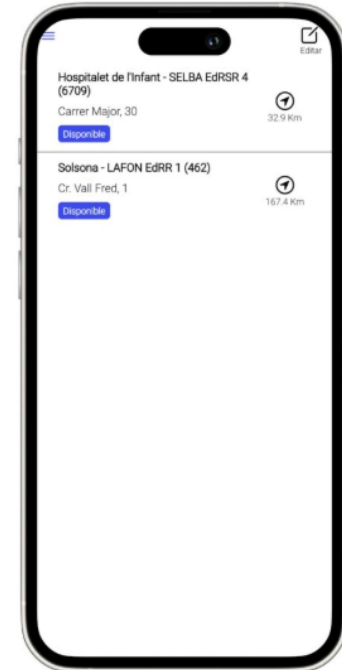 Editar
Hospitalet de l'Infant - SELBA EdRSR 4
(6709)
Carrer Major, 30
32.9 Km
Disponible
Solsona - LAFON EdRR 1 (462)
Cr. Vall Fred, 1
167.4 Km
Disponible